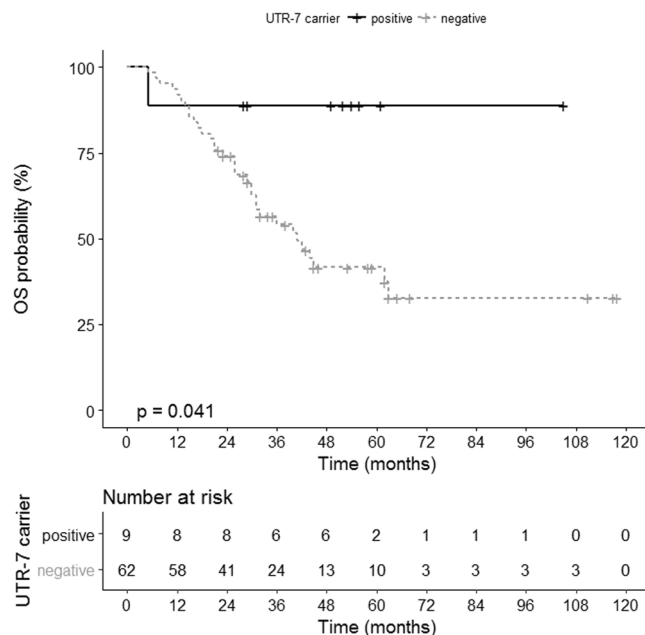 UTR-7 carrier positive negative
OS probability (%)
100
75
50
25
0
p = 0.041
0 12 24 36 48 60 72 84 96 108 120
Time (months)
Number at risk
UTR-7 carrier
positive 9 8 8 6 6 2 1 1 1 0 0
negative 62 58 41 24 13 10 3 3 3 3 0
0 12 24 36 48 60 72 84 96 108 120
Time (months)